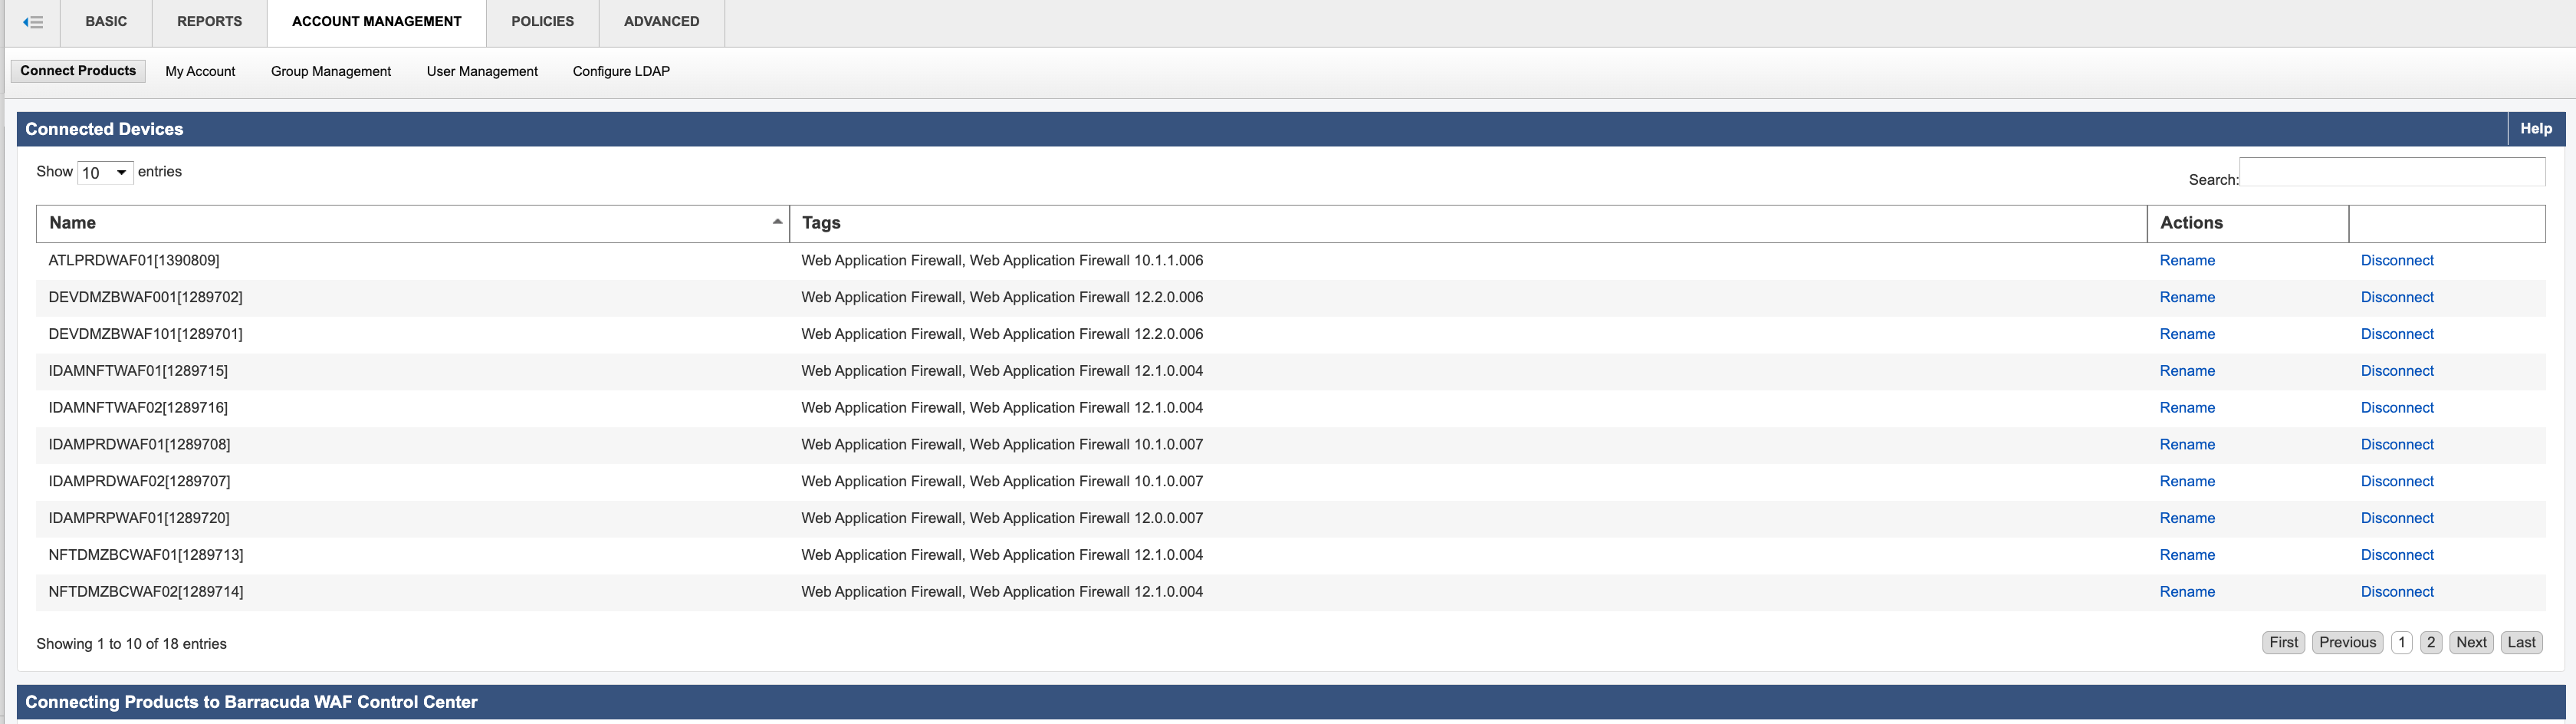 BASIC REPORTS ACCOUNT MANAGEMENT POLICIES ADVANCED
Connect Products My Account Group Management User Management Configure LDAP
Connected Devices Help
Show 10 entries Search:
Name Tags Actions
ATLPRDWAF01[1390809] Web Application Firewall, Web Application Firewall 10.1.1.006 Rename Disconnect
DEVDMZBWAF001[1289702] Web Application Firewall, Web Application Firewall 12.2.0.006 Rename Disconnect
DEVDMZBWAF101[1289701] Web Application Firewall, Web Application Firewall 12.2.0.006 Rename Disconnect
IDAMNFTWAF01[1289715] Web Application Firewall, Web Application Firewall 12.1.0.004 Rename Disconnect
IDAMNFTWAF02[1289716] Web Application Firewall, Web Application Firewall 12.1.0.004 Rename Disconnect
IDAMPRDWAF01[1289708] Web Application Firewall, Web Application Firewall 10.1.0.007 Rename Disconnect
IDAMPRDWAF02[1289707] Web Application Firewall, Web Application Firewall 10.1.0.007 Rename Disconnect
IDAMPRPWAF01[1289720] Web Application Firewall, Web Application Firewall 12.0.0.007 Rename Disconnect
NFTDMZBCWAF01[1289713] Web Application Firewall, Web Application Firewall 12.1.0.004 Rename Disconnect
NFTDMZBCWAF02[1289714] Web Application Firewall, Web Application Firewall 12.1.0.004 Rename Disconnect
Showing 1 to 10 of 18 entries First Previous 1 2 Next Last
Connecting Products to Barracuda WAF Control Center